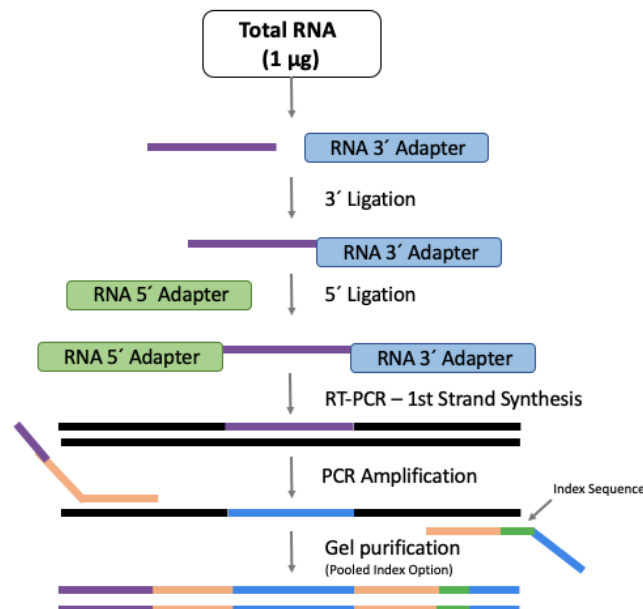 Total RNA
(1 µg)
RNA 3´ Adapter
3´ Ligation
RNA 3´ Adapter
RNA 5´ Adapter
5´ Ligation
RNA 5´ Adapter
RNA 3´ Adapter
RT-PCR – 1st Strand Synthesis
PCR Amplification
Index Sequence
Gel purification
(Pooled Index Option)